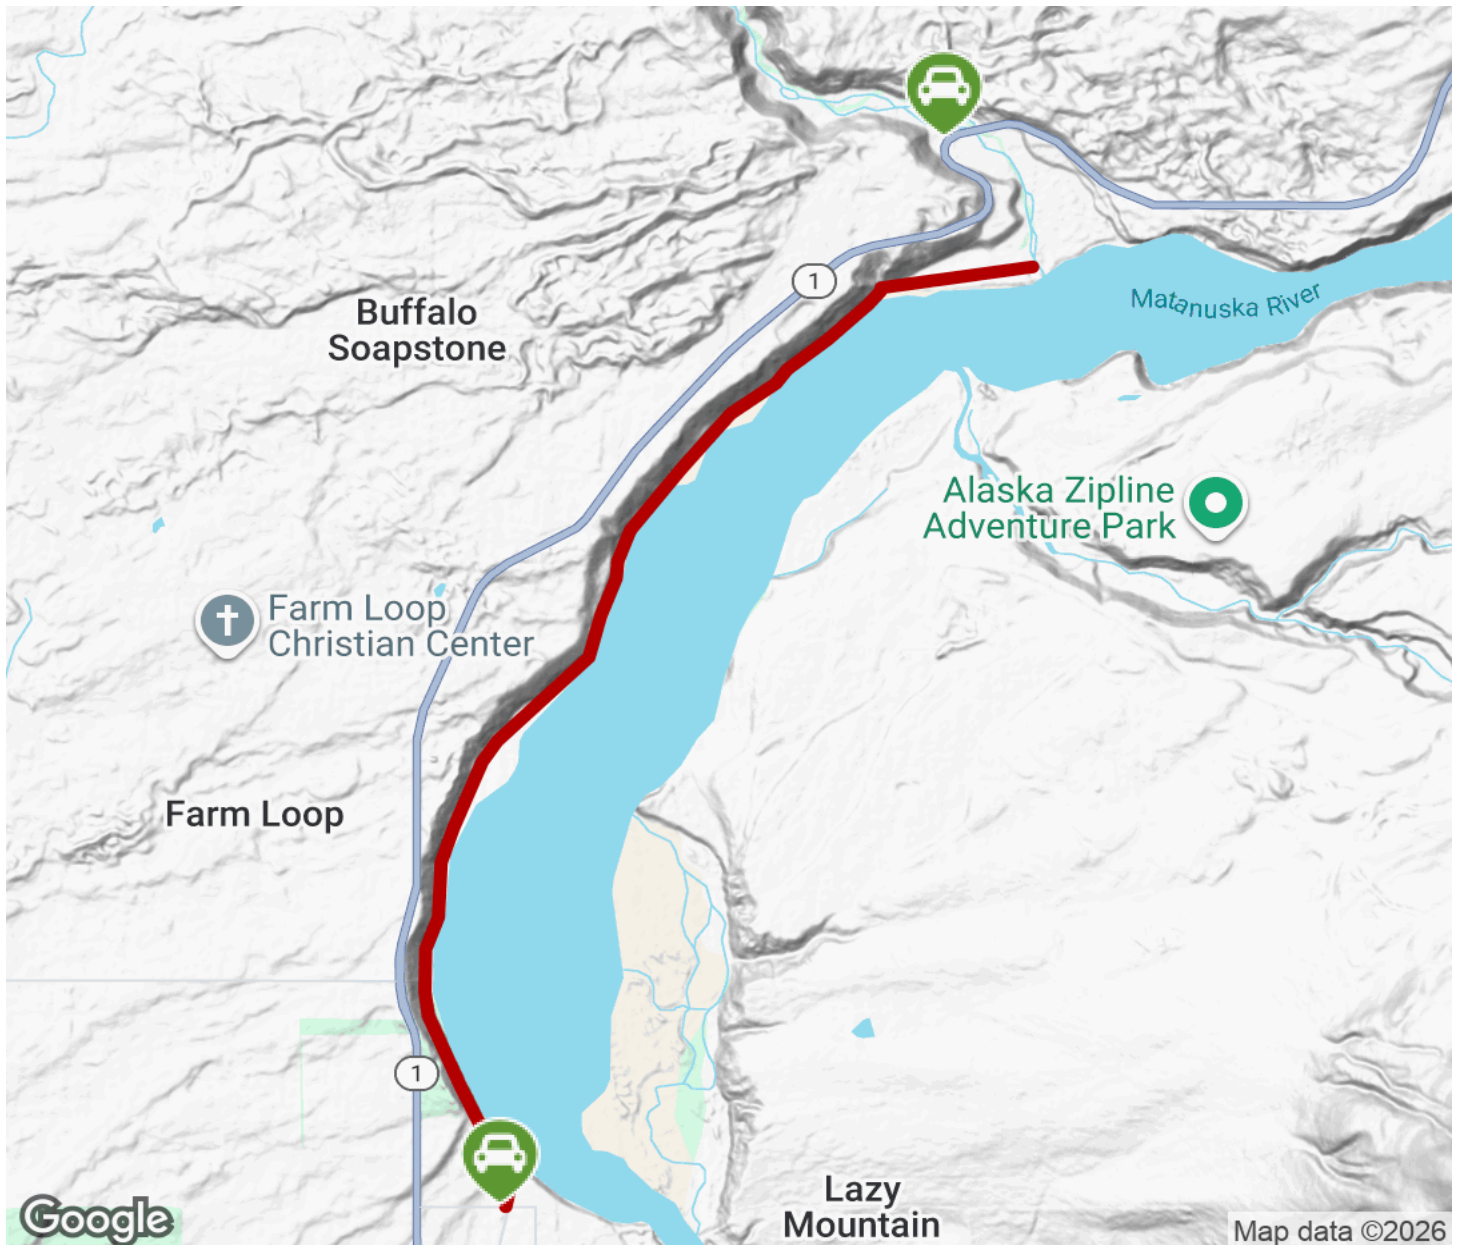 1
Matanuska River
Buffalo
Soapstone
Alaska Zipline
Adventure Park
Farm Loop
Christian Center
Farm Loop
1
Lazy
Mountain
Google
Map data ©2026